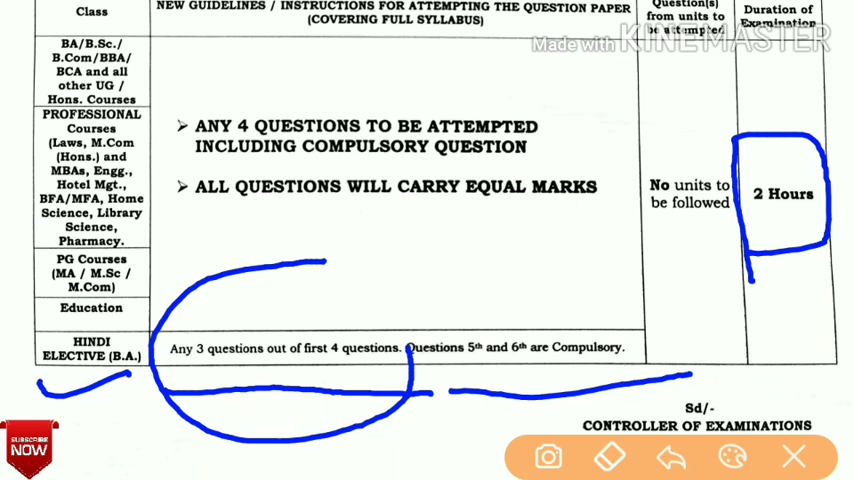 Class
NEW GUIDELINES / INSTRUCTIONS FOR ATTEMPTING THE QUESTION PAPER
(COVERING FULL SYLLABUS)
Question(s)
from units to
be attempted
Duration of
Examination
Made with KINEMASTER
BA/B.Sc./
B.Com/BBA/
BCA and all
other UG /
Hons. Courses
PROFESSIONAL
Courses
(Laws, M.Com
(Hons.) and
MBAs, Engg.,
Hotel Mgt.,
BFA/MFA, Home
Science, Library
Science,
Pharmacy.
PG Courses
(MA / M.Sc /
M.Com)
Education
➢ ANY 4 QUESTIONS TO BE ATTEMPTED
INCLUDING COMPULSORY QUESTION
➢ ALL QUESTIONS WILL CARRY EQUAL MARKS
No units to
be followed
2 Hours
HINDI
ELECTIVE (B.A.)
Any 3 questions out of first 4 questions. Questions 5th and 6th are Compulsory.
Sd/-
CONTROLLER OF EXAMINATIONS
SUBSCRIBE
NOW